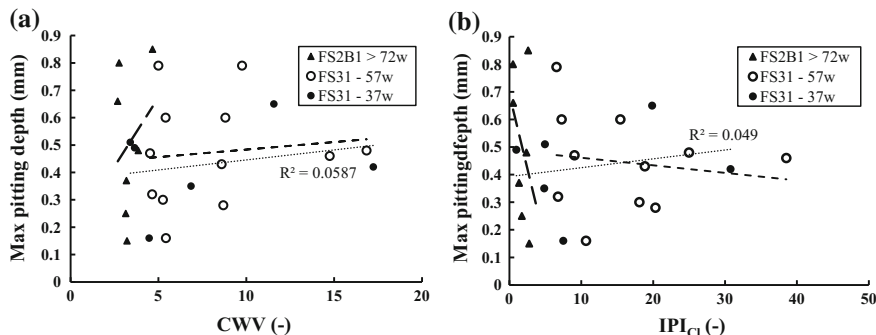 (a)
Max pitting depth (mm)
0.9
0.8
0.7
0.6
0.5
0.4
0.3
0.2
0.1
0
FS2B1 > 72w
FS31 - 57w
FS31 - 37w
R² = 0.0587
0
5
10
15
20
CWV (-)
(b)
Max pittingdfepth (mm)
0.9
0.8
0.7
0.6
0.5
0.4
0.3
0.2
0.1
0
FS2B1 > 72w
FS31 - 57w
FS31 - 37w
R² = 0.049
0
10
20
30
40
50
IPI_Cl (-)